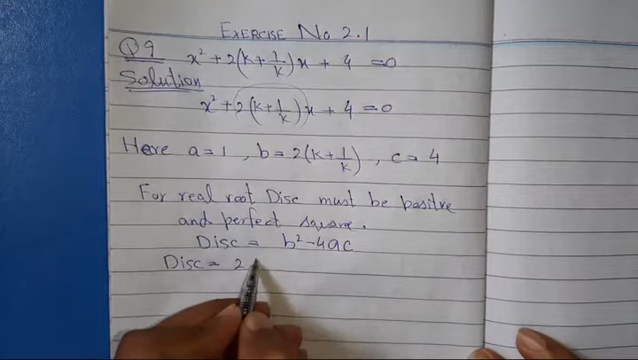 EXERCISE No 2.1
Q9 x² + 2(k+1/k)x + 4 = 0
Solution
x² + 2(k+1/k)x + 4 = 0
Here a=1 , b = 2(k+1/k) , c = 4
For real root Disc must be positve
and perfect square.
Disc = b²-4ac
Disc = 2